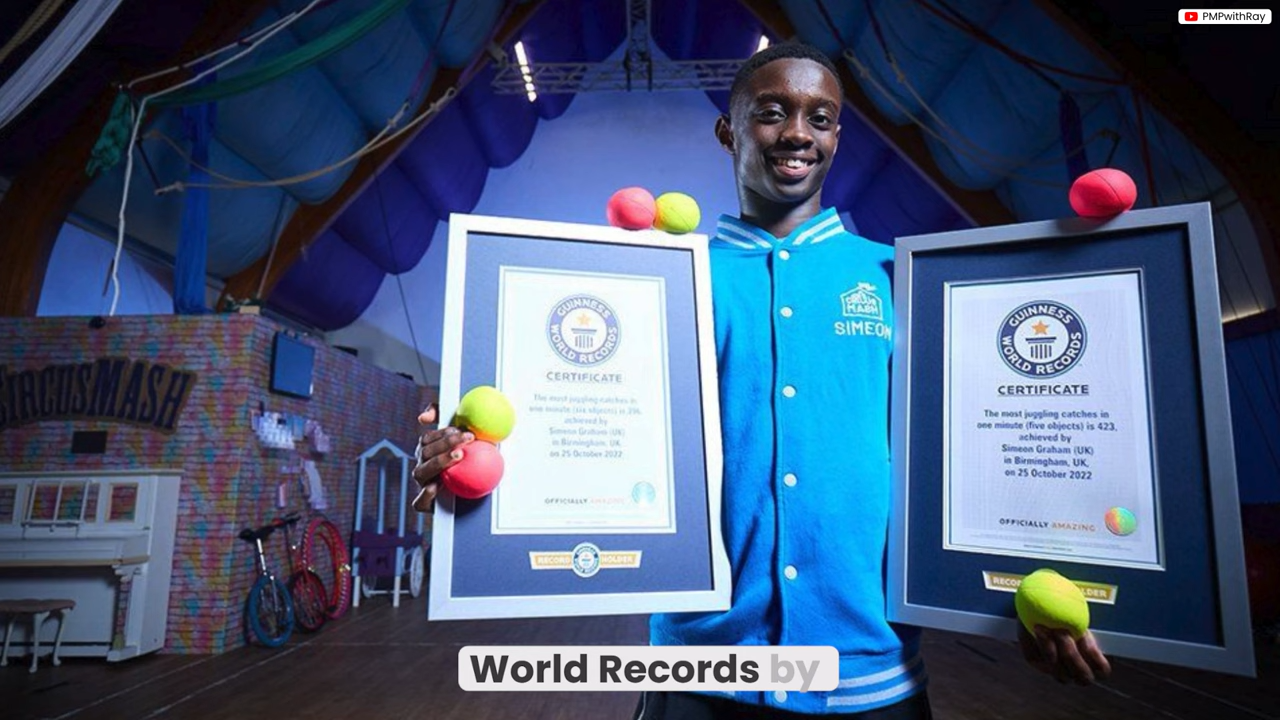 PMPwithRay
CIRCUSMASH
CIRCUS
MASH
SIMEON
GUINNESS
WORLD RECORDS
CERTIFICATE
The most juggling catches in
one minute (six objects) is
achieved by
Simeon Graham (UK)
in Birmingham, UK,
on 25 October 2022
OFFICIALLY AMAZING
RECORD HOLDER
GUINNESS
WORLD RECORDS
CERTIFICATE
The most juggling catches in
one minute (five objects) is 423,
achieved by
Simeon Graham (UK)
in Birmingham, UK,
on 25 October 2022
OFFICIALLY AMAZING
World Records by